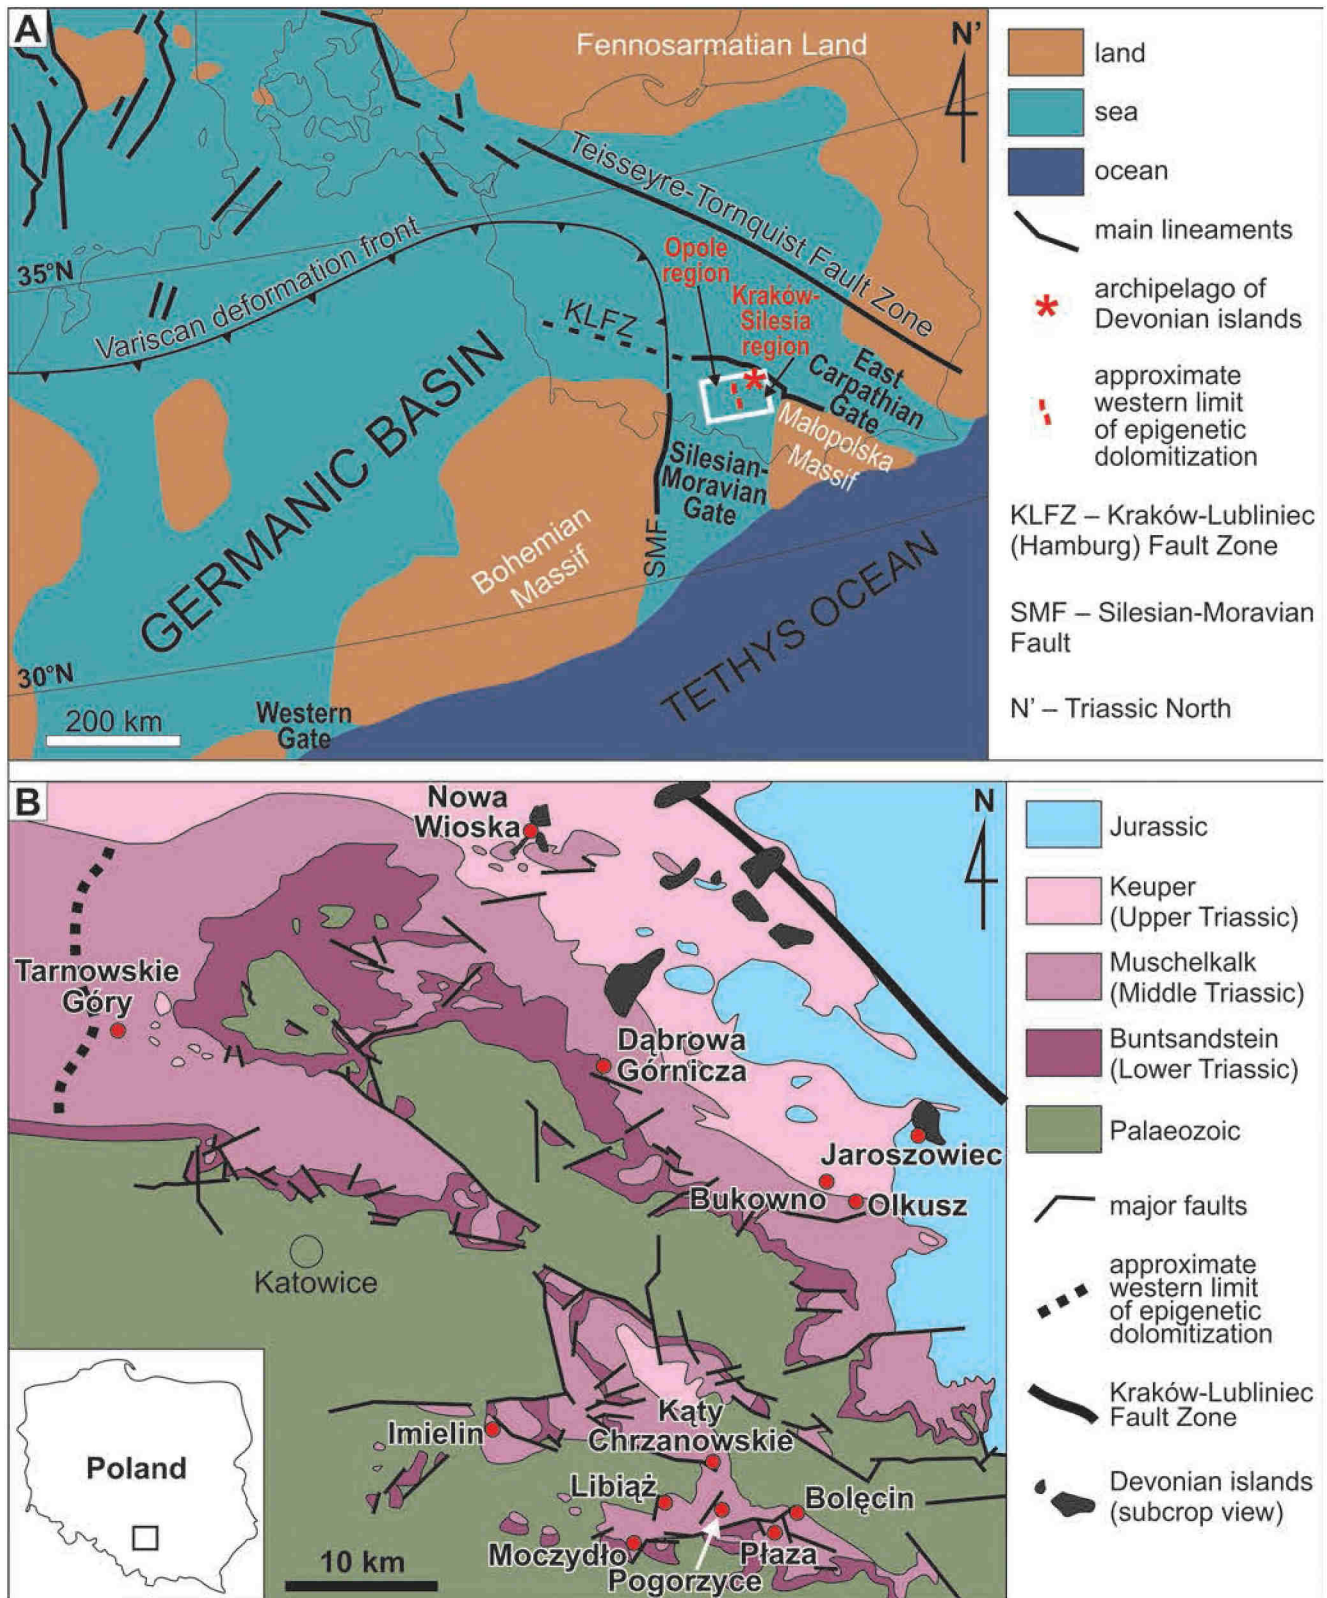 A
Fennosarmatian Land
N’
Teisseyre-Tornquist Fault Zone
35°N
Variscan deformation front
Opole
region
KLFZ
Kraków-
Silesia
region
East
Carpathian
Gate
GERMANIC BASIN
Małopolska
Massif
Silesian-
Moravian
Gate
Bohemian
Massif
SMF
TETHYS OCEAN
30°N
200 km
Western
Gate
land
sea
ocean
main lineaments
archipelago of
Devonian islands
approximate
western limit
of epigenetic
dolomitization
KLFZ – Kraków-Lubliniec
(Hamburg) Fault Zone
SMF – Silesian-Moravian
Fault
N’ – Triassic North
B
Nowa
Wioska
N
Tarnowskie
Góry
Dąbrowa
Górnicza
Jaroszowiec
Bukowno
Olkusz
Katowice
Imielin
Kąty
Chrzanowskie
Libiąż
Bolęcin
Moczydło
Płaza
Pogorzyce
Poland
10 km
Jurassic
Keuper
(Upper Triassic)
Muschelkalk
(Middle Triassic)
Buntsandstein
(Lower Triassic)
Palaeozoic
major faults
approximate
western limit
of epigenetic
dolomitization
Kraków-Lubliniec
Fault Zone
Devonian islands
(subcrop view)